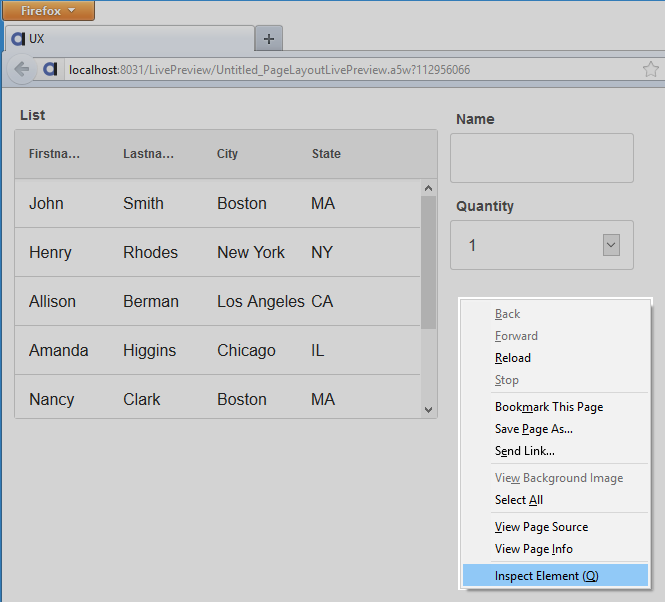 Firefox
UX
localhost:8031/LivePreview/Untitled_PageLayoutLivePreview.a5w?112956066
List
Firstna... Lastna... City State
John Smith Boston MA
Henry Rhodes New York NY
Allison Berman Los Angeles CA
Amanda Higgins Chicago IL
Nancy Clark Boston MA
Name
Quantity
1
Back
Forward
Reload
Stop
Bookmark This Page
Save Page As...
Send Link...
View Background Image
Select All
View Page Source
View Page Info
Inspect Element (Q)